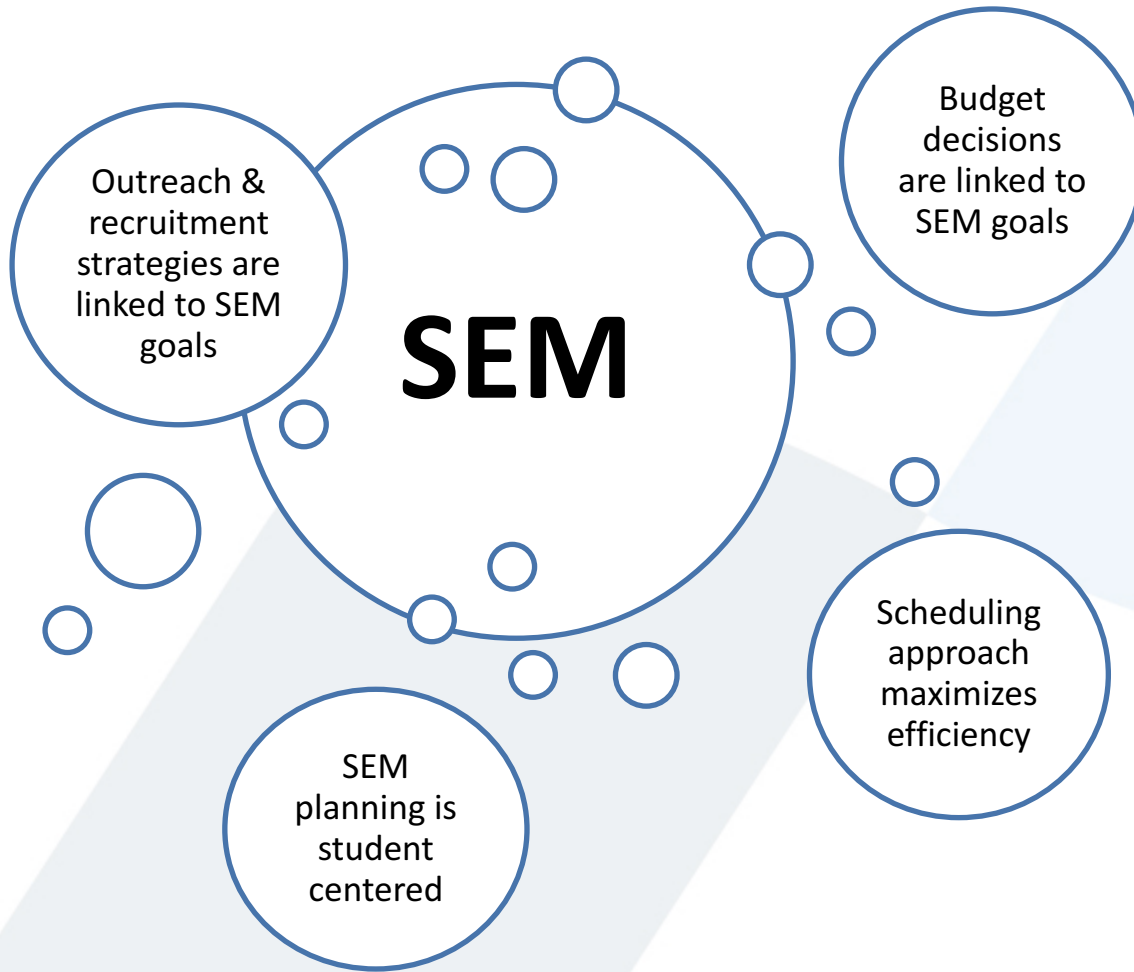 Outreach &
recruitment
strategies are
linked to SEM
goals
SEM
Budget
decisions
are linked to
SEM goals
Scheduling
approach
maximizes
efficiency
SEM
planning is
student
centered